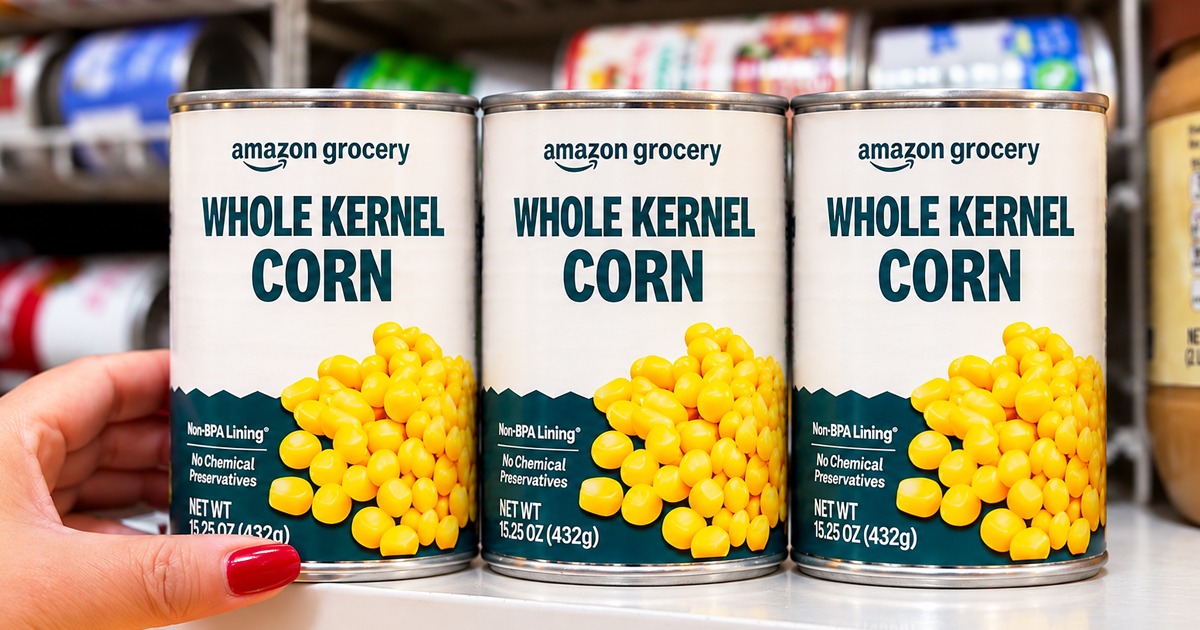 amazon grocery
WHOLE KERNEL
CORN
Non-BPA Lining®
No Chemical
Preservatives
NET WT
15.25 OZ (432g)
amazon grocery
WHOLE KERNEL
CORN
Non-BPA Lining®
No Chemical
Preservatives
NET WT
15.25 OZ (432g)
amazon grocery
WHOLE KERNEL
CORN
Non-BPA Lining®
No Chemical
Preservatives
NET WT
15.25 OZ (432g)